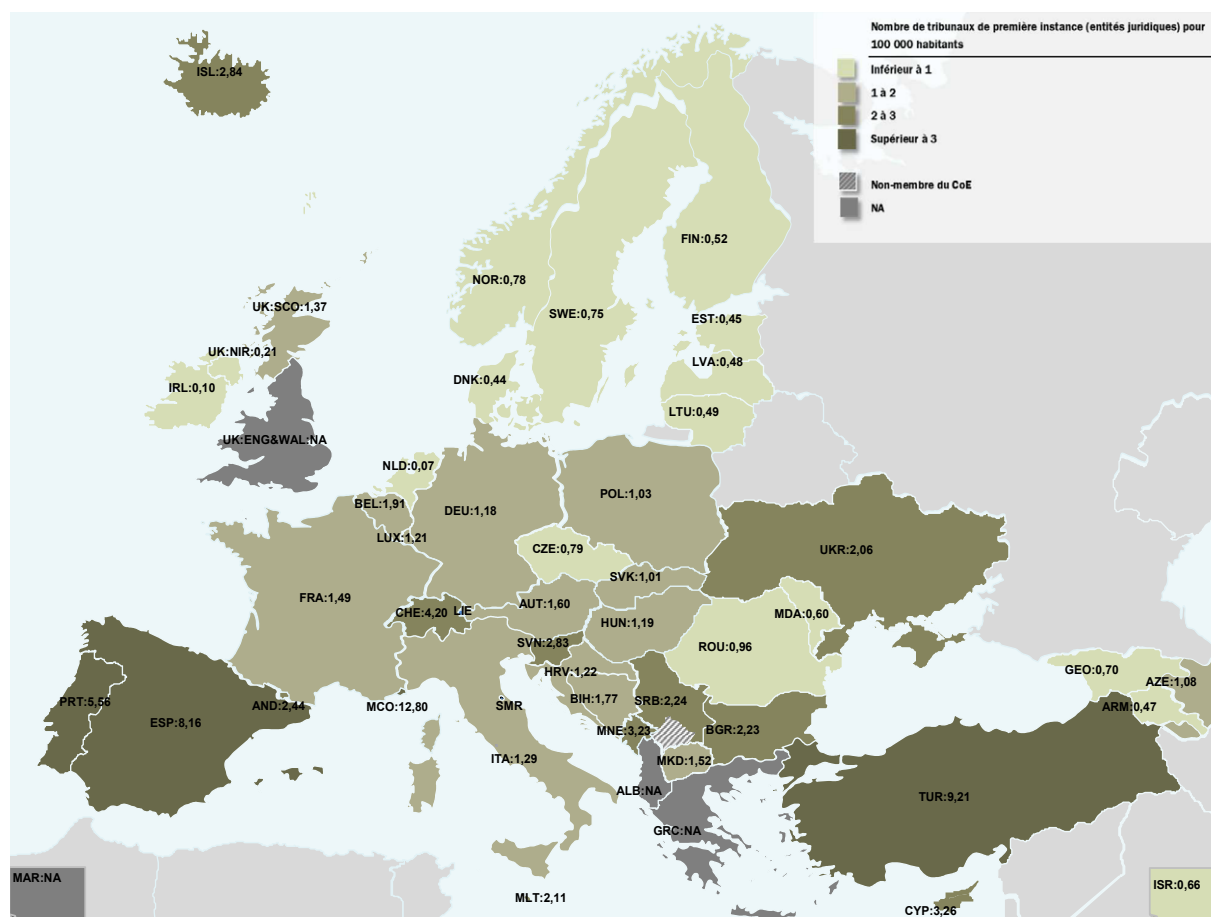 Nombre de tribunaux de première instance (entités juridiques) pour
100 000 habitants
Inférieur à 1
1 à 2
2 à 3
Supérieur à 3
Non-membre du CoE
NA
ISL:2,84
FIN:0,52
NOR:0,78
SWE:0,75
UK:SCO:1,37
EST:0,45
UK:NIR:0,21
LVA:0,48
IRL:0,10
DNK:0,44
LTU:0,49
UK:ENG&WAL:NA
NLD:0,07
POL:1,03
BEL:1,91
DEU:1,18
LUX:1,21
CZE:0,79
UKR:2,06
SVK:1,01
FRA:1,49
CHE:4,20
LIE
AUT:1,60
MDA:0,60
HUN:1,19
SVN:2,83
ROU:0,96
HRV:1,22
GEO:0,70
AZE:1,08
PRT:5,56
ESP:8,16
AND:2,44
MCO:12,80
SMR
BIH:1,77
SRB:2,24
ARM:0,47
MNE:3,23
BGR:2,23
ITA:1,29
MKD:1,52
ALB:NA
TUR:9,21
GRC:NA
MAR:NA
MLT:2,11
CYP:3,26
ISR:0,66